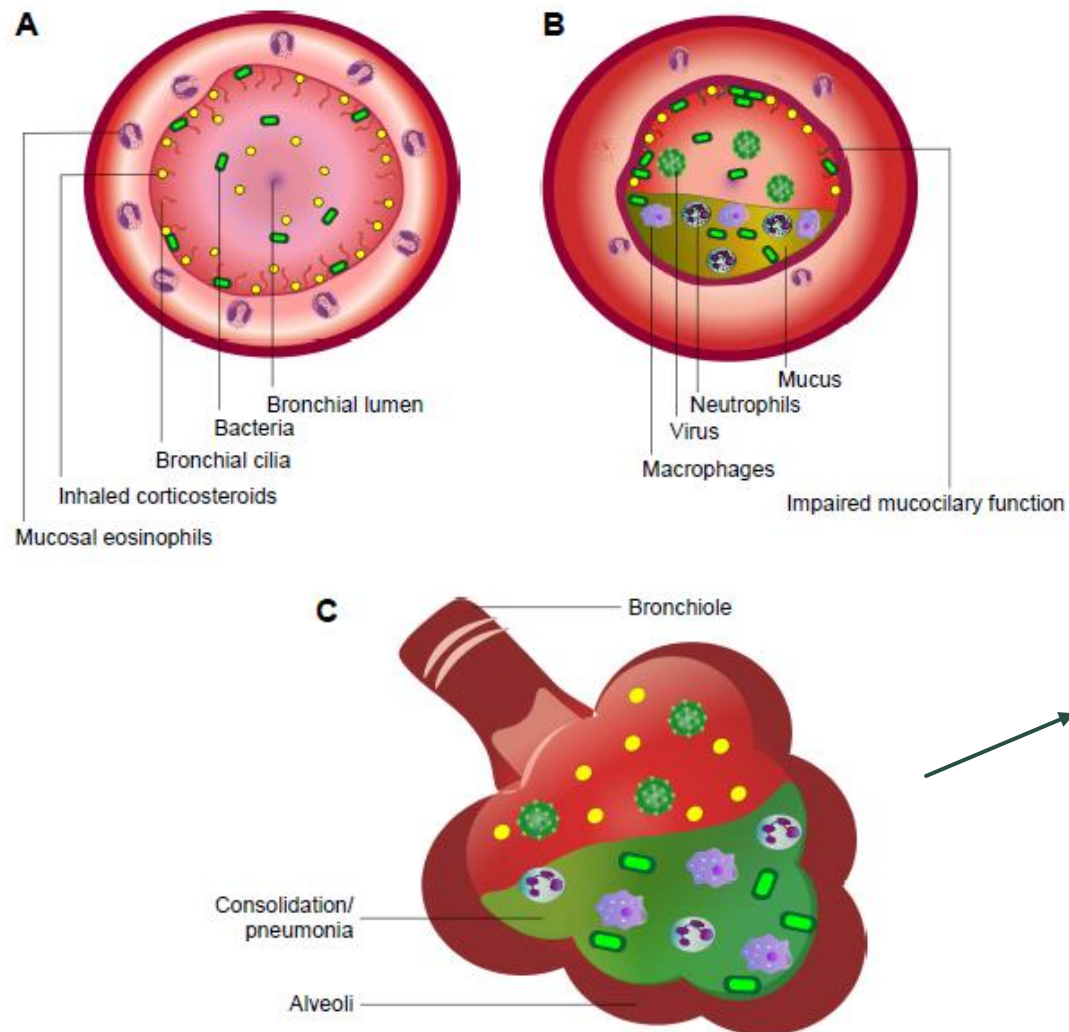 A
B
Bronchial lumen
Bacteria
Bronchial cilia
Inhaled corticosteroids
Mucosal eosinophils
Mucus
Neutrophils
Virus
Macrophages
Impaired mucocilary function
C
Bronchiole
Consolidation/
pneumonia
Alveoli